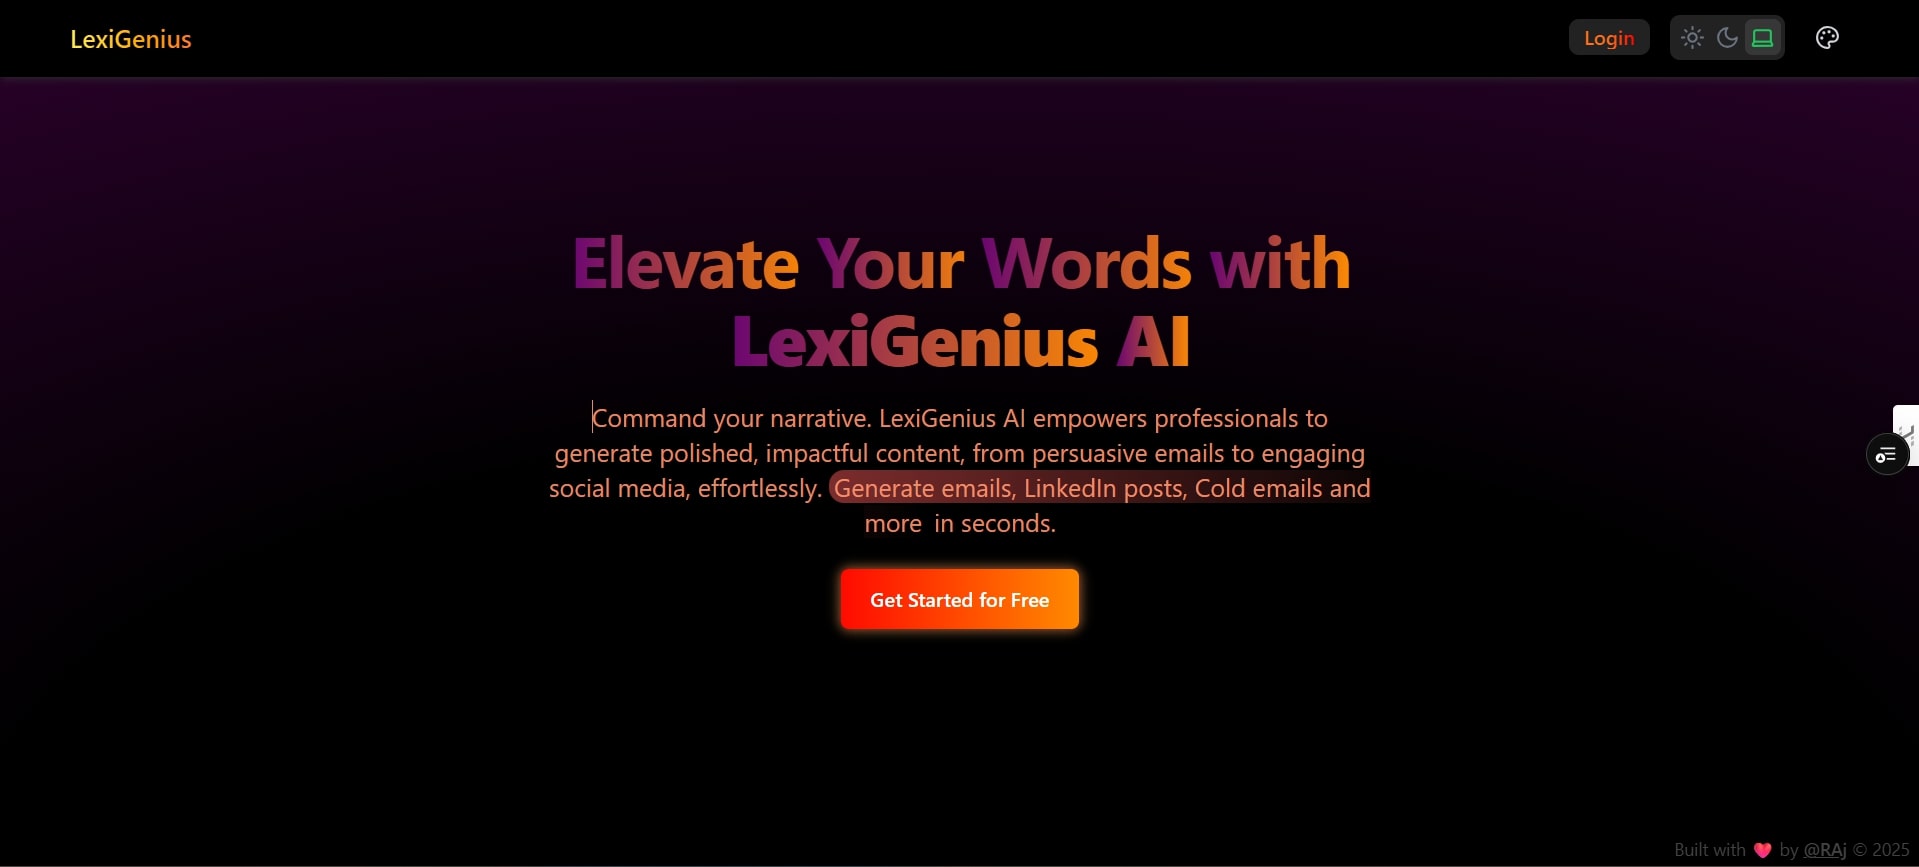 LexiGenius
Login
Elevate Your Words with
LexiGenius AI
Command your narrative. LexiGenius AI empowers professionals to
generate polished, impactful content, from persuasive emails to engaging
social media, effortlessly. Generate emails, LinkedIn posts, Cold emails and
more in seconds.
Get Started for Free
Built with ❤️ by @RAj © 2025